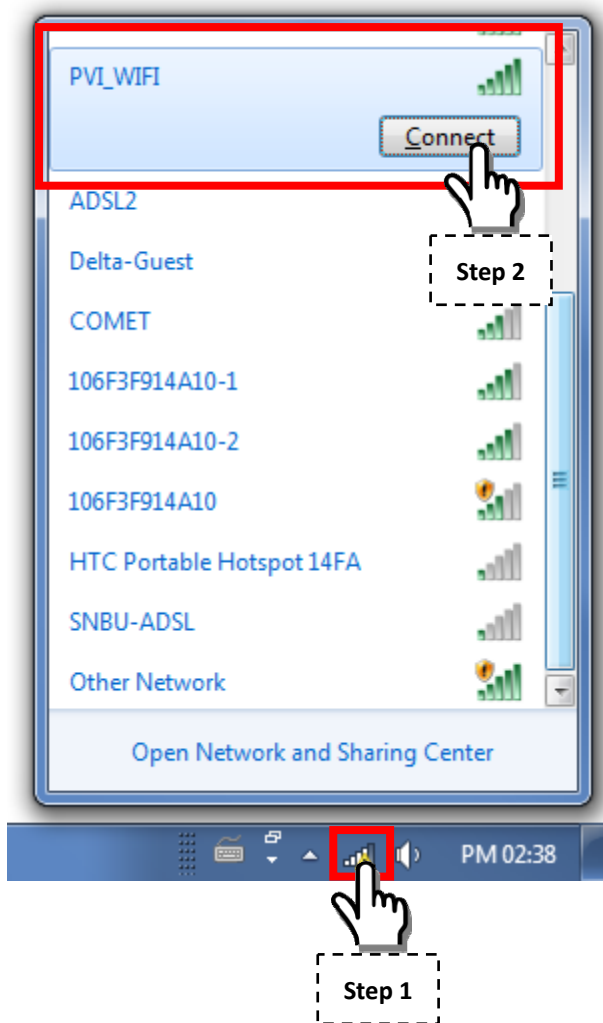 PVI_WIFI
Connect
ADSL2
Delta-Guest
Step 2
COMET
106F3F914A10-1
106F3F914A10-2
106F3F914A10
HTC Portable Hotspot 14FA
SNBU-ADSL
Other Network
Open Network and Sharing Center
PM 02:38
Step 1